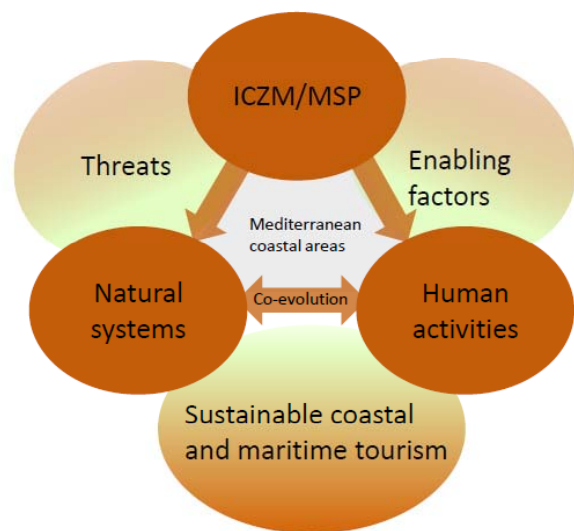 ICZM/MSP
Threats
Enabling
factors
Mediterranean
coastal areas
Natural
systems
Co-evolution
Human
activities
Sustainable coastal
and maritime tourism